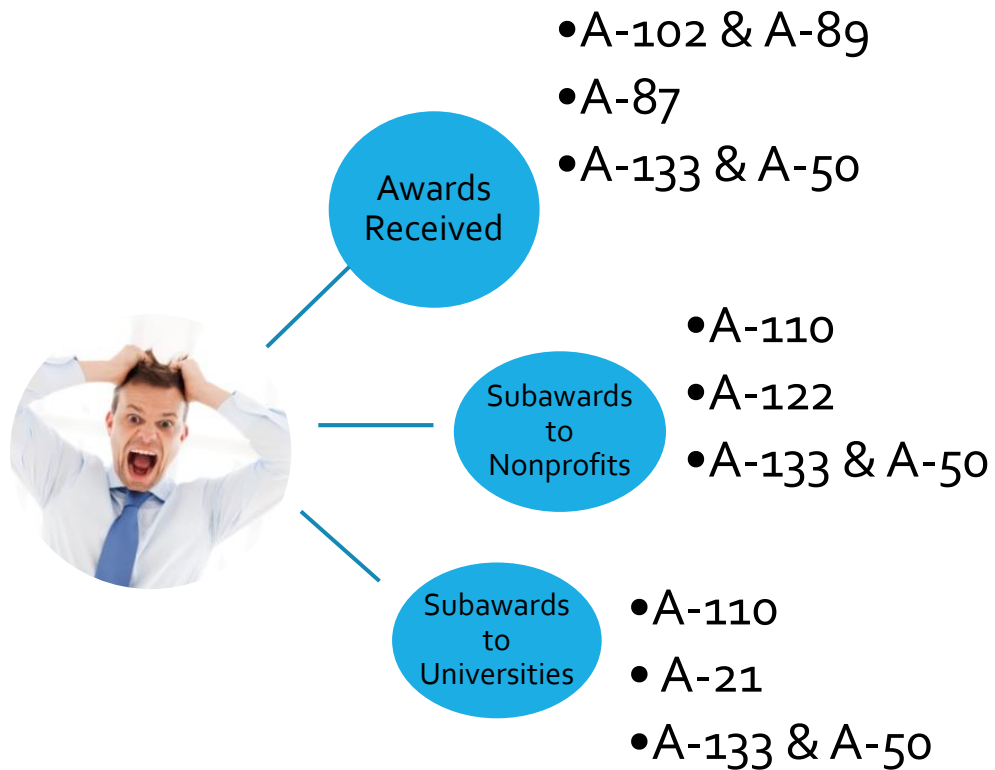 •A-102 & A-89
•A-87
•A-133 & A-50
Awards
Received
•A-110
•A-122
•A-133 & A-50
Subawards
to
Nonprofits
•A-110
• A-21
•A-133 & A-50
Subawards
to
Universities